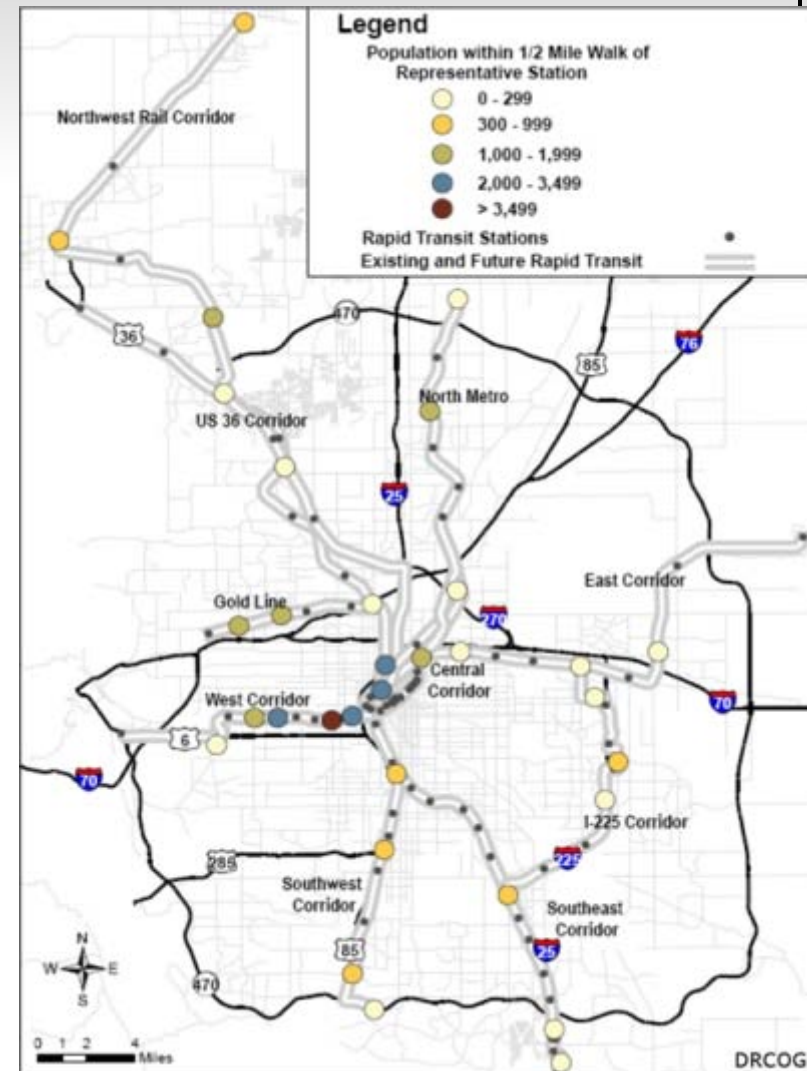 Legend
Population within 1/2 Mile Walk of
Representative Station
0 - 299
300 - 999
1,000 - 1,999
2,000 - 3,499
> 3,499
Rapid Transit Stations
Existing and Future Rapid Transit
Northwest Rail Corridor
36
470
85
76
US 36 Corridor
North Metro
25
East Corridor
Gold Line
270
Central
Corridor
West Corridor
70
6
70
I-225 Corridor
285
225
Southwest
Corridor
Southeast
Corridor
85
25
470
N
W
E
S
0 1 2 4
Miles
DRCOG